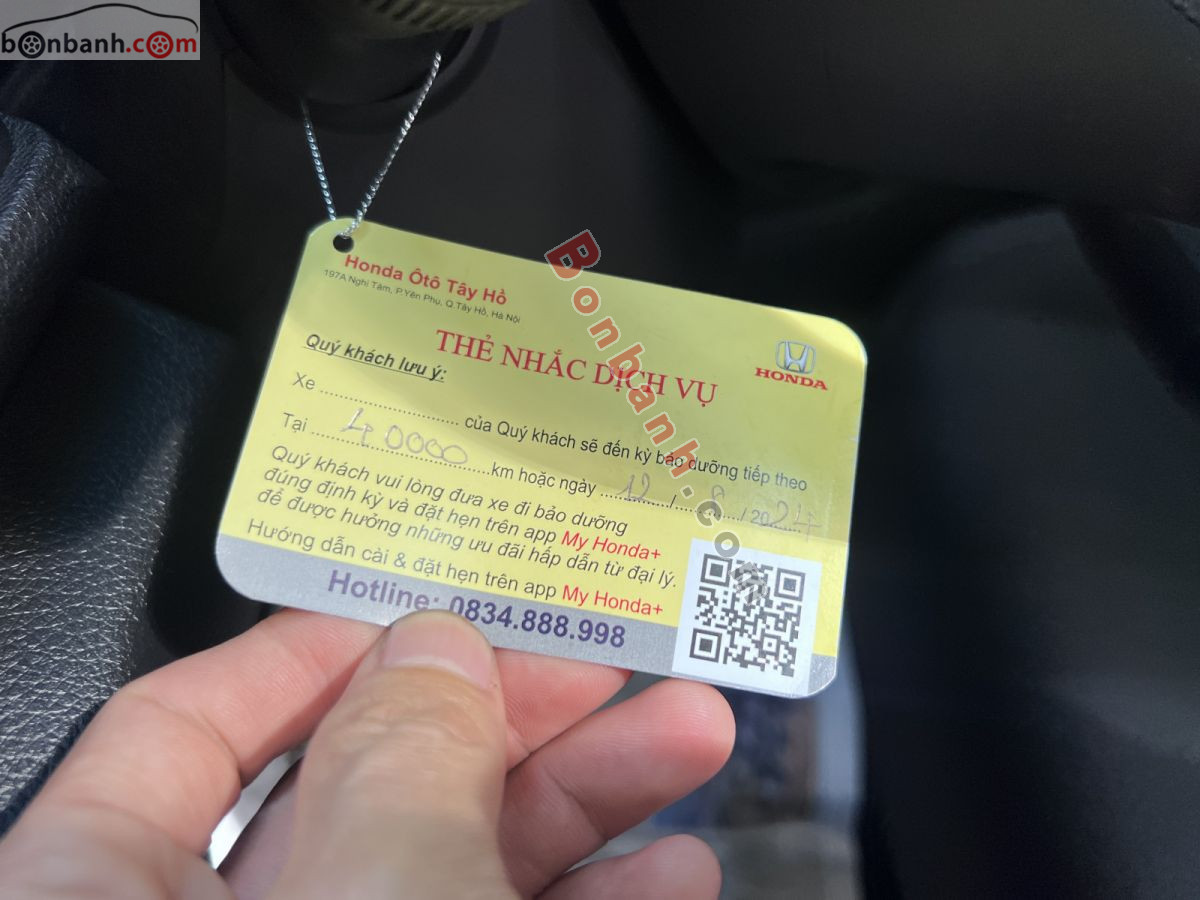 bonbanh.com
Honda Ôtô Tây Hồ
197A Nghi Tàm, P.Yên Phụ, Q.Tây Hồ, Hà Nội
THẺ NHẮC DỊCH VỤ
HONDA
Quý khách lưu ý:
Xe ........................ của Quý khách sẽ đến kỳ bảo dưỡng tiếp theo
Tại 40000 km hoặc ngày 12 / 8 / 2024
Quý khách vui lòng đưa xe đi bảo dưỡng
đúng định kỳ và đặt hẹn trên app My Honda+
để được hưởng những ưu đãi hấp dẫn từ đại lý.
Hướng dẫn cài & đặt hẹn trên app My Honda+
Hotline: 0834.888.998
Bonbanh.com